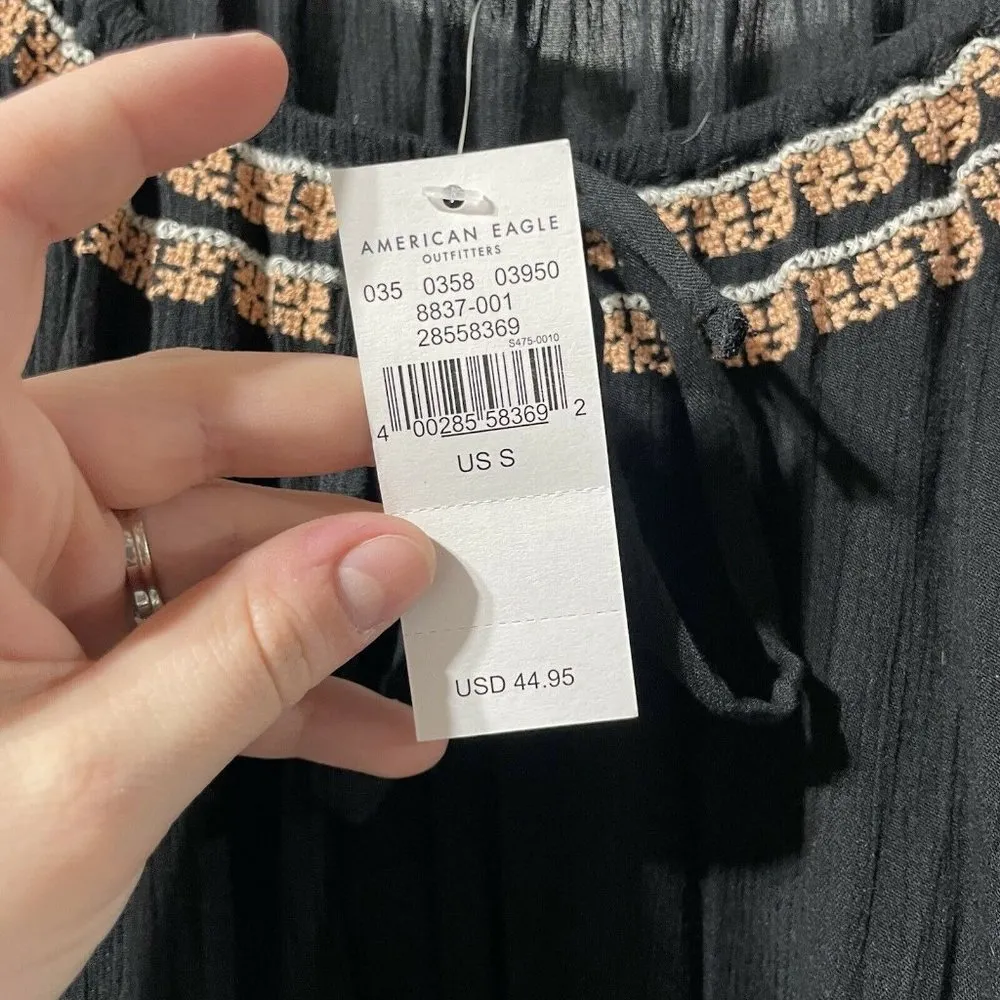 AMERICAN EAGLE
OUTFITTERS
035 0358 03950
8837-001
28558369
S475-0010
4 00285 58369 2
US S
USD 44.95